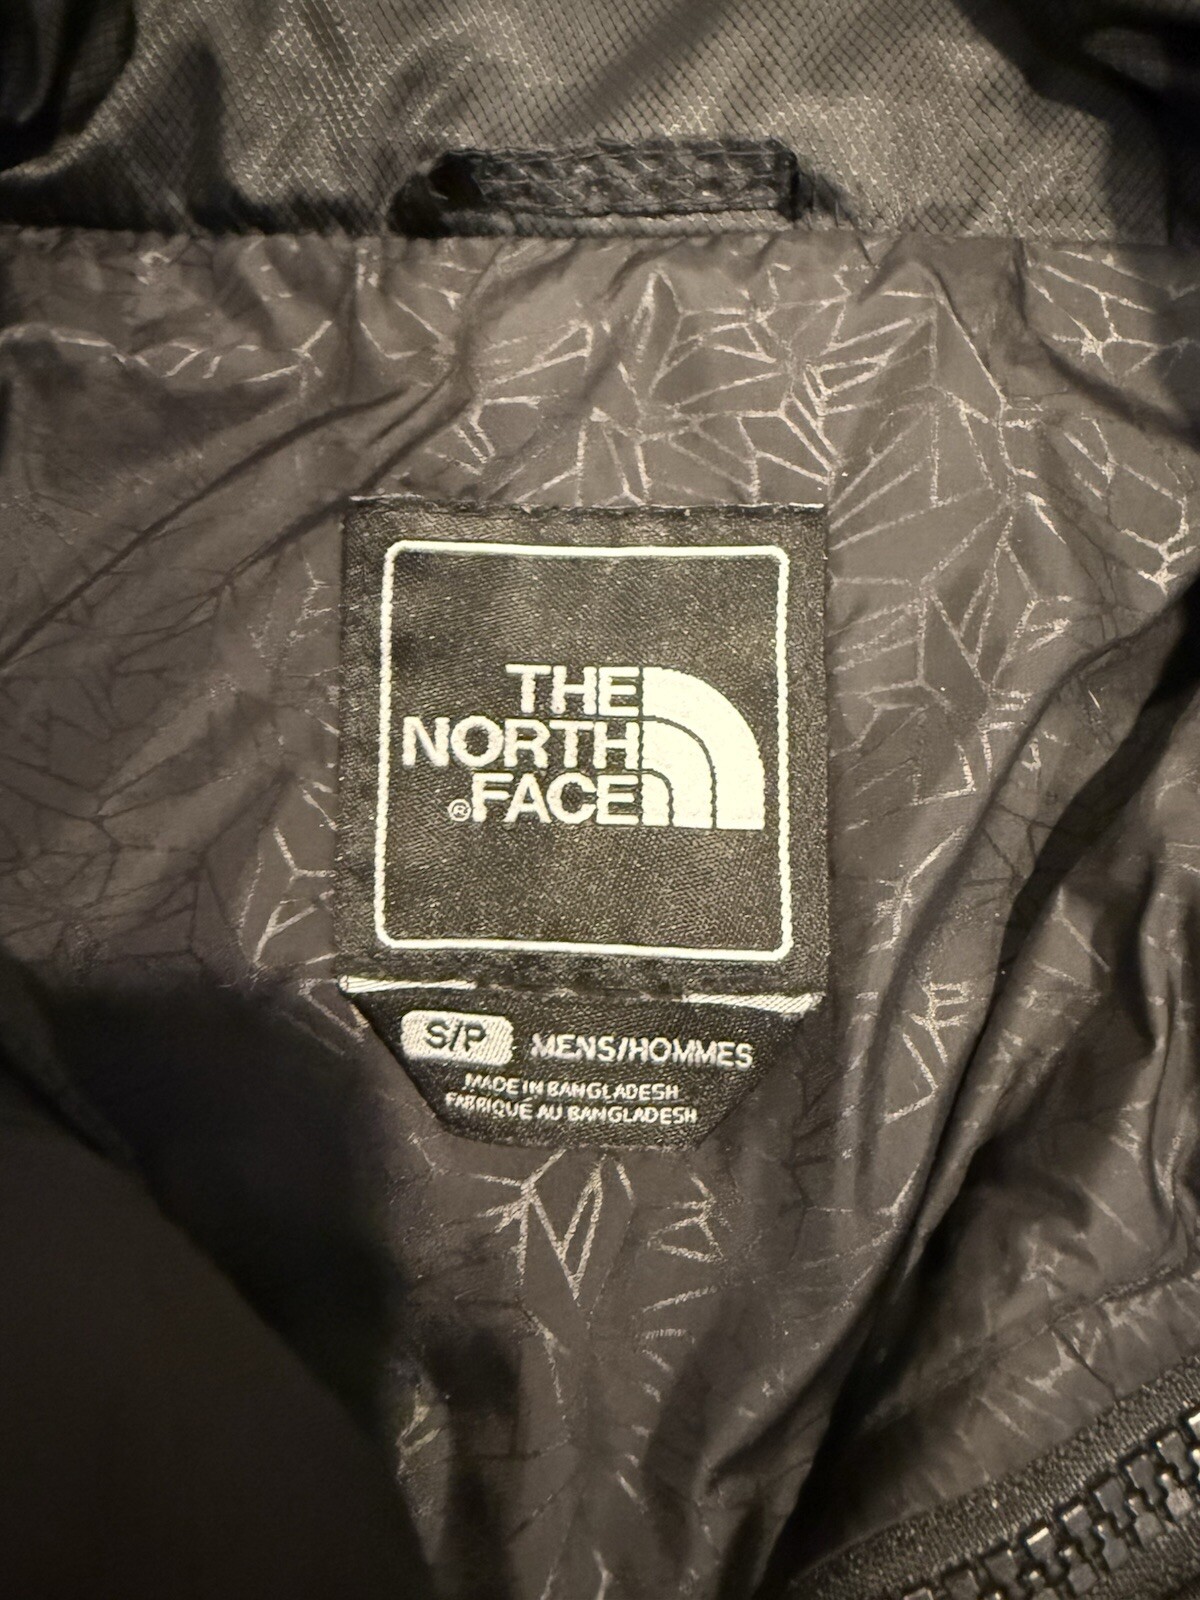 THE
NORTH
®FACE
S/P MENS/HOMMES
MADE IN BANGLADESH
FABRIQUÉ AU BANGLADESH